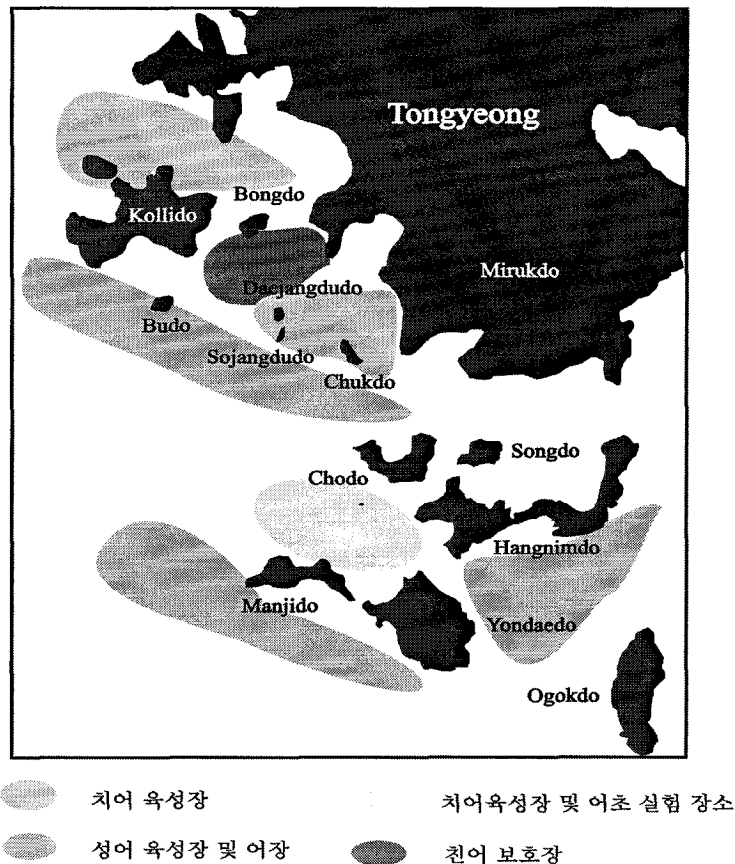 Tongyeong
Bongdo
Kollido
Mirukdo
Daejangdudo
Budo
Sojangdudo
Chukdo
Songdo
Chodo
Hangnimdo
Manjido
Yondaedo
Ogokdo
치어 육성장
치어육성장 및 어초 실험 장소
성어 육성장 및 어장
친어 보호장